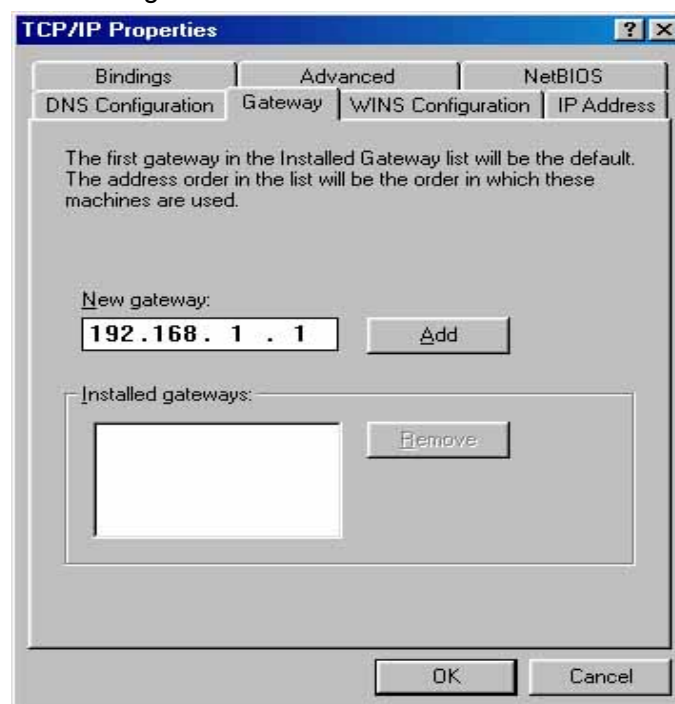 TCP/IP Properties
Bindings Advanced NetBIOS
DNS Configuration Gateway WINS Configuration IP Address
The first gateway in the Installed Gateway list will be the default.
The address order in the list will be the order in which these
machines are used.
New gateway:
192.168. 1 . 1 Add
Installed gateways:
Remove
OK Cancel